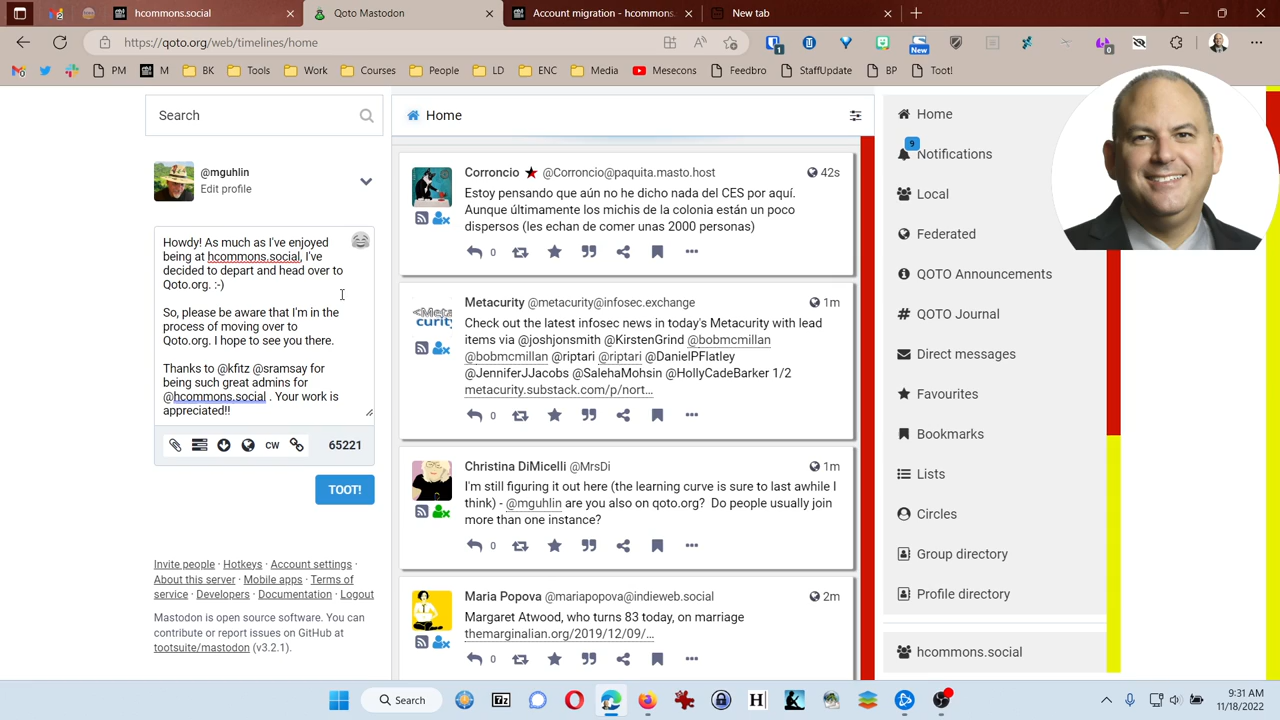 hcommons.social
Qoto Mastodon
Account migration - hcommons.
New tab
https://qoto.org/web/timelines/home
1
New
0
PM
M
BK
Tools
Work
Courses
People
LD
ENC
Media
Feedbro
StaffUpdate
BP
Toot!
Search
@mguhlin
Edit profile
Howdy! As much as I've enjoyed
being at hcommons.social, I've
decided to depart and head over to
Qoto.org. :-)
So, please be aware that I'm in the
process of moving over to
Qoto.org. I hope to see you there.
Thanks to @kfitz @sramsay for
being such great admins for
@hcommons.social . Your work is
appreciated!!
CW
65221
TOOT!
Invite people · Hotkeys · Account settings ·
About this server · Mobile apps · Terms of
service · Developers · Documentation · Logout
Mastodon is open source software. You can
contribute or report issues on GitHub at
tootsuite/mastodon (v3.2.1).
Home
Corroncio @Corroncio@paquita.masto.host 42s
Estoy pensando que aún no he dicho nada del CES por aquí.
Aunque últimamente los michis de la colonia están un poco
dispersos (les echan de comer unas 2000 personas)
0
Metacurity @metacurity@infosec.exchange 1m
Check out the latest infosec news in today's Metacurity with lead
items via @joshjonsmith @KirstenGrind @bobmcmillan
@bobmcmillan @riptari @riptari @DanielPFlatley
@JenniferJJacobs @SalehaMohsin @HollyCadeBarker 1/2
metacurity.substack.com/p/nort…
0
Christina DiMicelli @MrsDi 1m
I'm still figuring it out here (the learning curve is sure to last awhile I
think) - @mguhlin are you also on qoto.org? Do people usually join
more than one instance?
0
Maria Popova @mariapopova@indieweb.social 2m
Margaret Atwood, who turns 83 today, on marriage
themarginalian.org/2019/12/09/…
0
Home
9
Notifications
Local
Federated
QOTO Announcements
QOTO Journal
Direct messages
Favourites
Bookmarks
Lists
Circles
Group directory
Profile directory
hcommons.social
Search
9:31 AM
11/18/2022